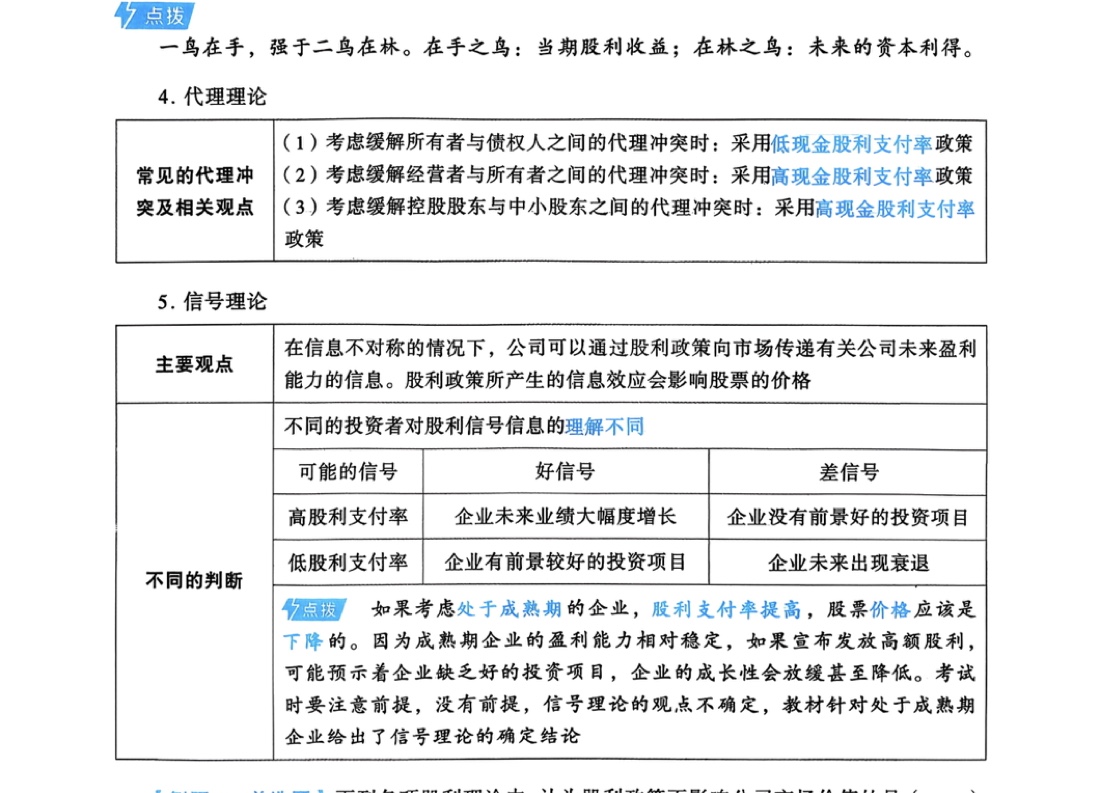 点拨
一鸟在手，强于二鸟在林。在手之鸟：当期股利收益；在林之鸟：未来的资本利得。
4. 代理理论
常见的代理冲突及相关观点
（1）考虑缓解所有者与债权人之间的代理冲突时：采用低现金股利支付率政策
（2）考虑缓解经营者与所有者之间的代理冲突时：采用高现金股利支付率政策
（3）考虑缓解控股股东与中小股东之间的代理冲突时：采用高现金股利支付率
政策
5. 信号理论
主要观点
在信息不对称的情况下，公司可以通过股利政策向市场传递有关公司未来盈利
能力的信息。股利政策所产生的信息效应会影响股票的价格
不同的判断
不同的投资者对股利信号信息的理解不同
可能的信号 好信号 差信号
高股利支付率 企业未来业绩大幅度增长 企业没有前景好的投资项目
低股利支付率 企业有前景较好的投资项目 企业未来出现衰退
点拨 如果考虑处于成熟期的企业，股利支付率提高，股票价格应该是
下降的。因为成熟期企业的盈利能力相对稳定，如果宣布发放高额股利，
可能预示着企业缺乏好的投资项目，企业的成长性会放缓甚至降低。考试
时要注意前提，没有前提，信号理论的观点不确定，教材针对处于成熟期
企业给出了信号理论的确定结论